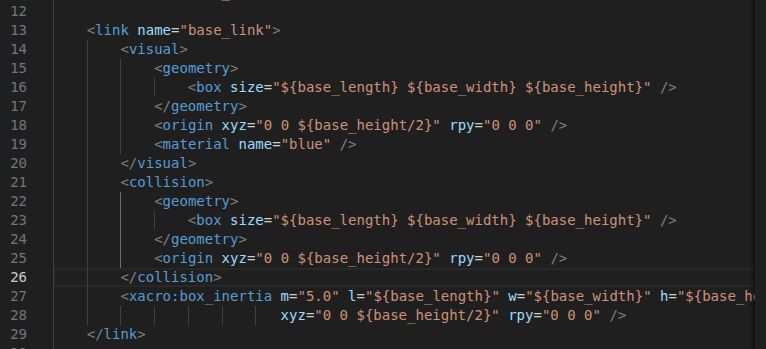 12
13 <link name="base_link">
14 <visual>
15 <geometry>
16 <box size="${base_length} ${base_width} ${base_height}" />
17 </geometry>
18 <origin xyz="0 0 ${base_height/2}" rpy="0 0 0" />
19 <material name="blue" />
20 </visual>
21 <collision>
22 <geometry>
23 <box size="${base_length} ${base_width} ${base_height}" />
24 </geometry>
25 <origin xyz="0 0 ${base_height/2}" rpy="0 0 0" />
26 </collision>
27 <xacro:box_inertia m="5.0" l="${base_length}" w="${base_width}" h="${base_h
28 xyz="0 0 ${base_height/2}" rpy="0 0 0" />
29 </link>